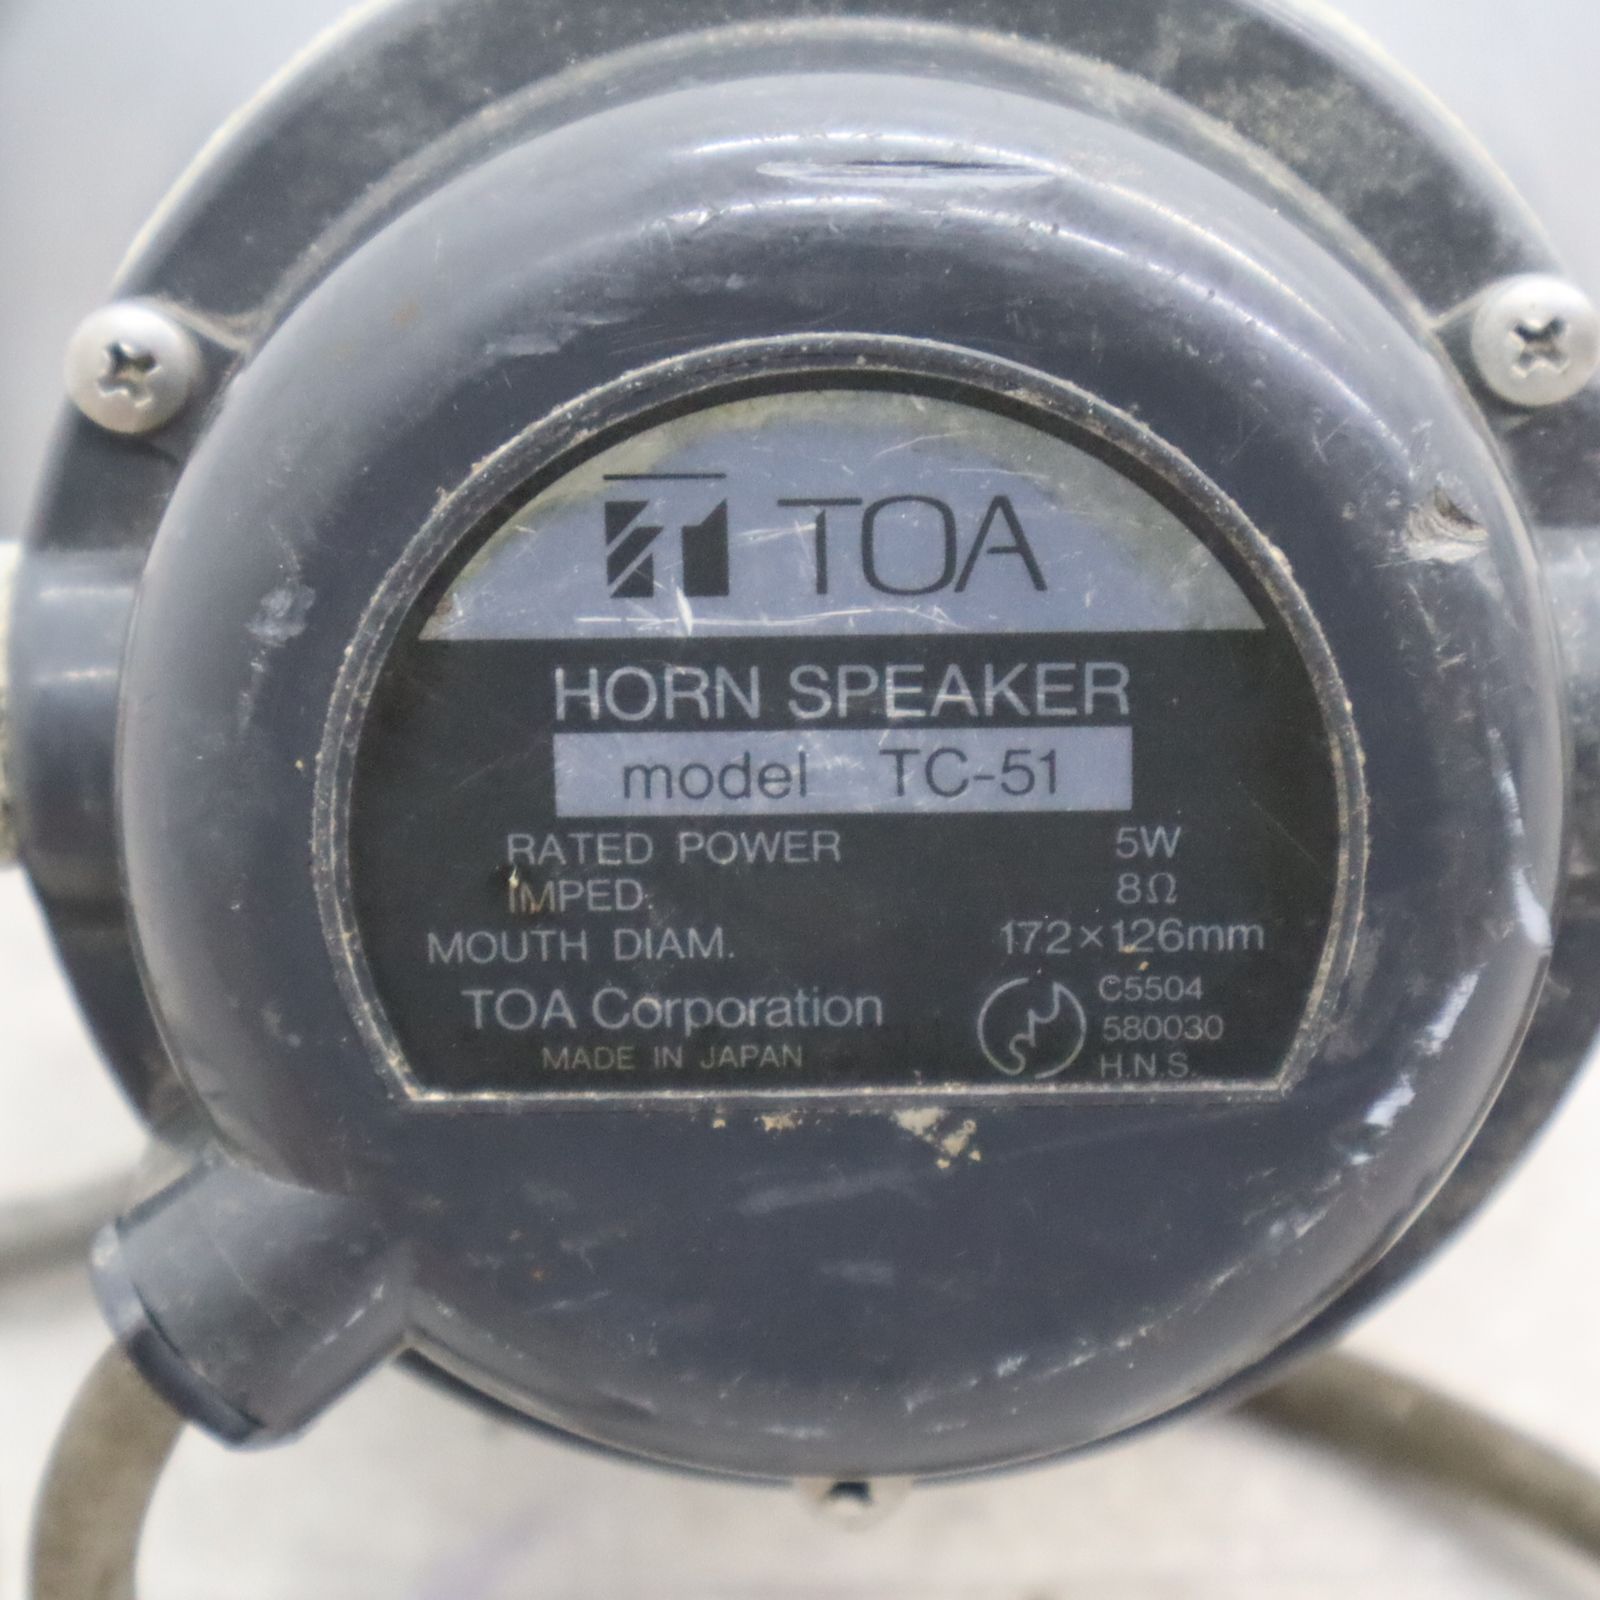 TOA
HORN SPEAKER
model TC-51
RATED POWER 5W
IMPED. 8Ω
MOUTH DIAM. 172×126mm
TOA Corporation
MADE IN JAPAN
C5504
580030
H.N.S.